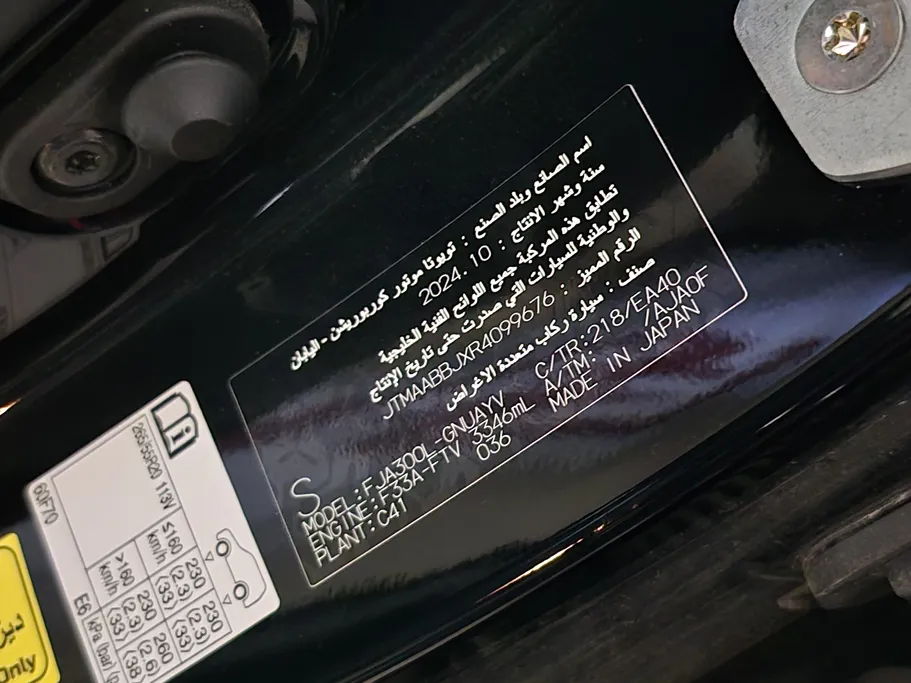 اسم الصانع وبلد الصنع : تويوتا موتور كوربوريشن - اليابان
سنة وشهر الانتاج : 2024.10
تطابق هذه المركبة جميع اللوائح الفنية الخليجية
والوطنية للسيارات التي صدرت حتى تاريخ الإنتاج
الرقم المميز : JTMAABBJXR4099676
صنف : سيارة ركاب متعددة الاغراض
S
MODEL:FJA300L-GNUAYV C/TR:218/EA40
ENGINE:F33A-FTV 3346mL A/TM: /AJA0F
PLANT:C41 036 MADE IN JAPAN
265/55R20 113V
≤160 km/h 230 (2.3) (33) 230 (2.3) (33)
>160 km/h 230 (2.3) (33) 260 (2.6) (38
E6 kPa (bar)
60F70
Only